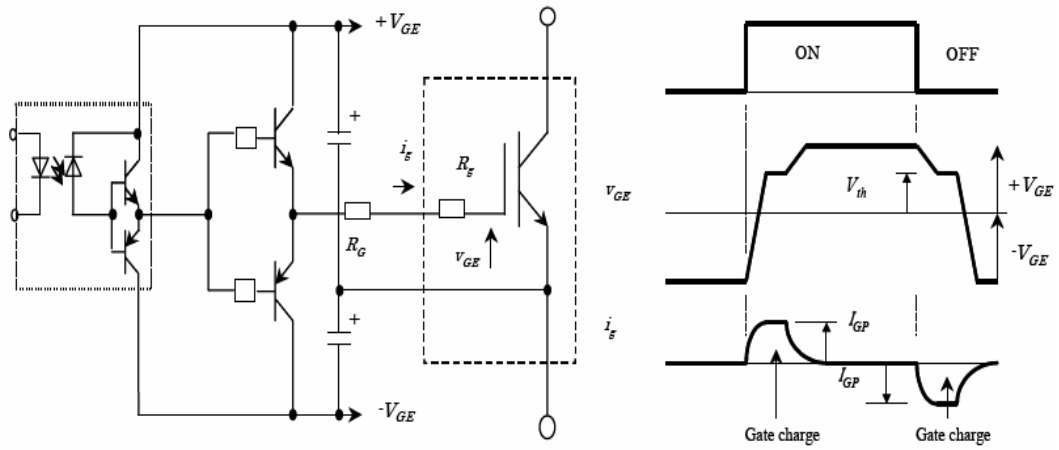 +V_GE
+
i_g
R_g
R_G
v_GE
+
-V_GE
ON
OFF
v_GE
V_th
+V_GE
-V_GE
i_g
I_GP
I_GP
Gate charge
Gate charge